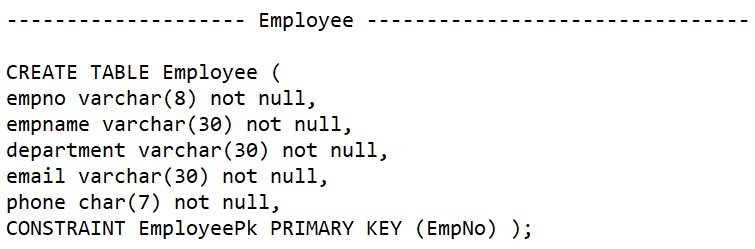 -------------------- Employee --------------------------------
CREATE TABLE Employee (
empno varchar(8) not null,
empname varchar(30) not null,
department varchar(30) not null,
email varchar(30) not null,
phone char(7) not null,
CONSTRAINT EmployeePk PRIMARY KEY (EmpNo) );